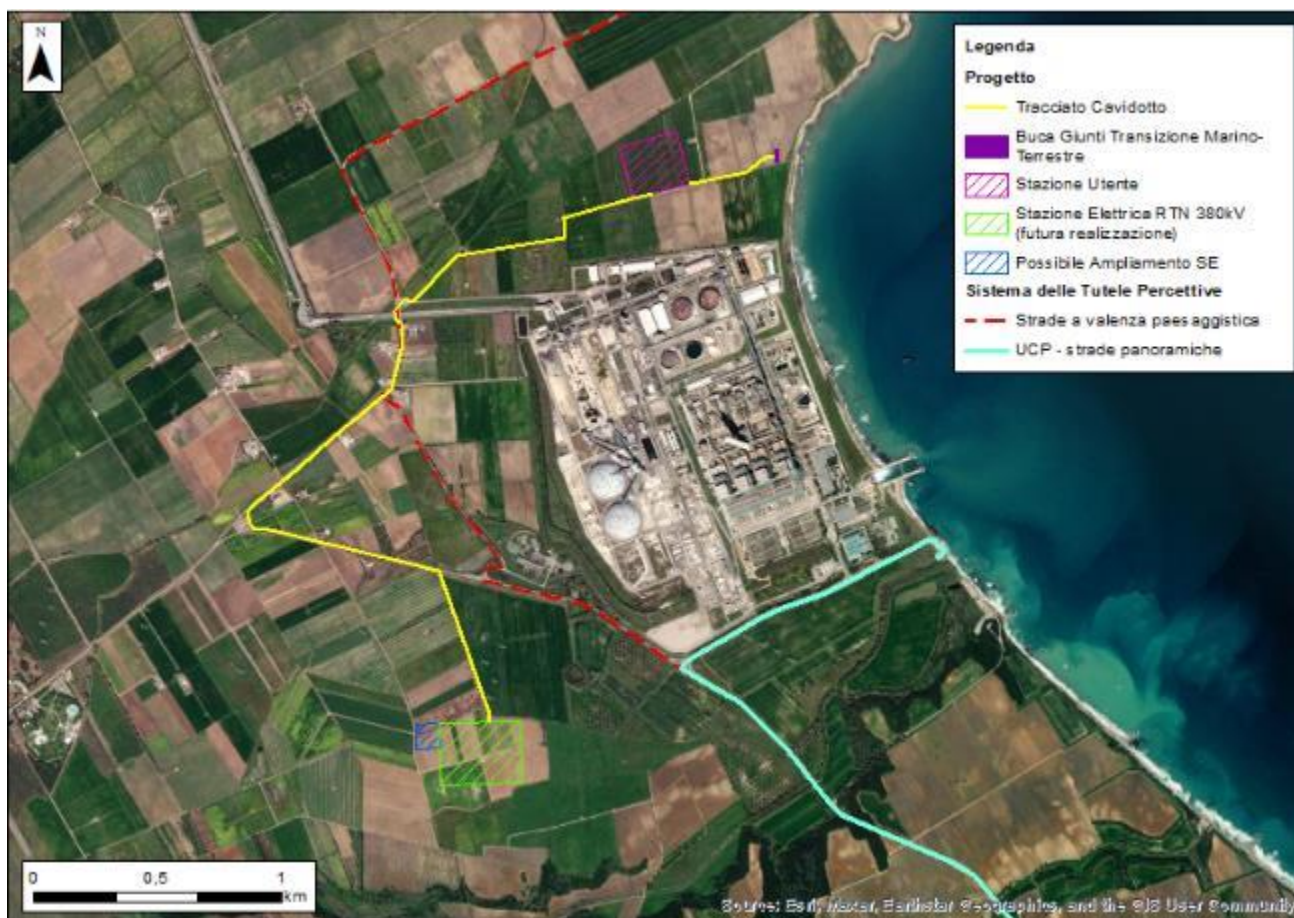 N
Legenda
Progetto
Tracciato Cavidotto
Buca Giunti Transizione Marino-
Terrestre
Stazione Utente
Stazione Elettrica RTN 380kV
(futura realizzazione)
Possibile Ampliamento SE
Sistema delle Tutele Percettive
Strade a valenza paesaggistica
UCP - strade panoramiche
0 0,5 1
km
Source: Esri, Maxar, Earthstar Geographics, and the GIS User Community